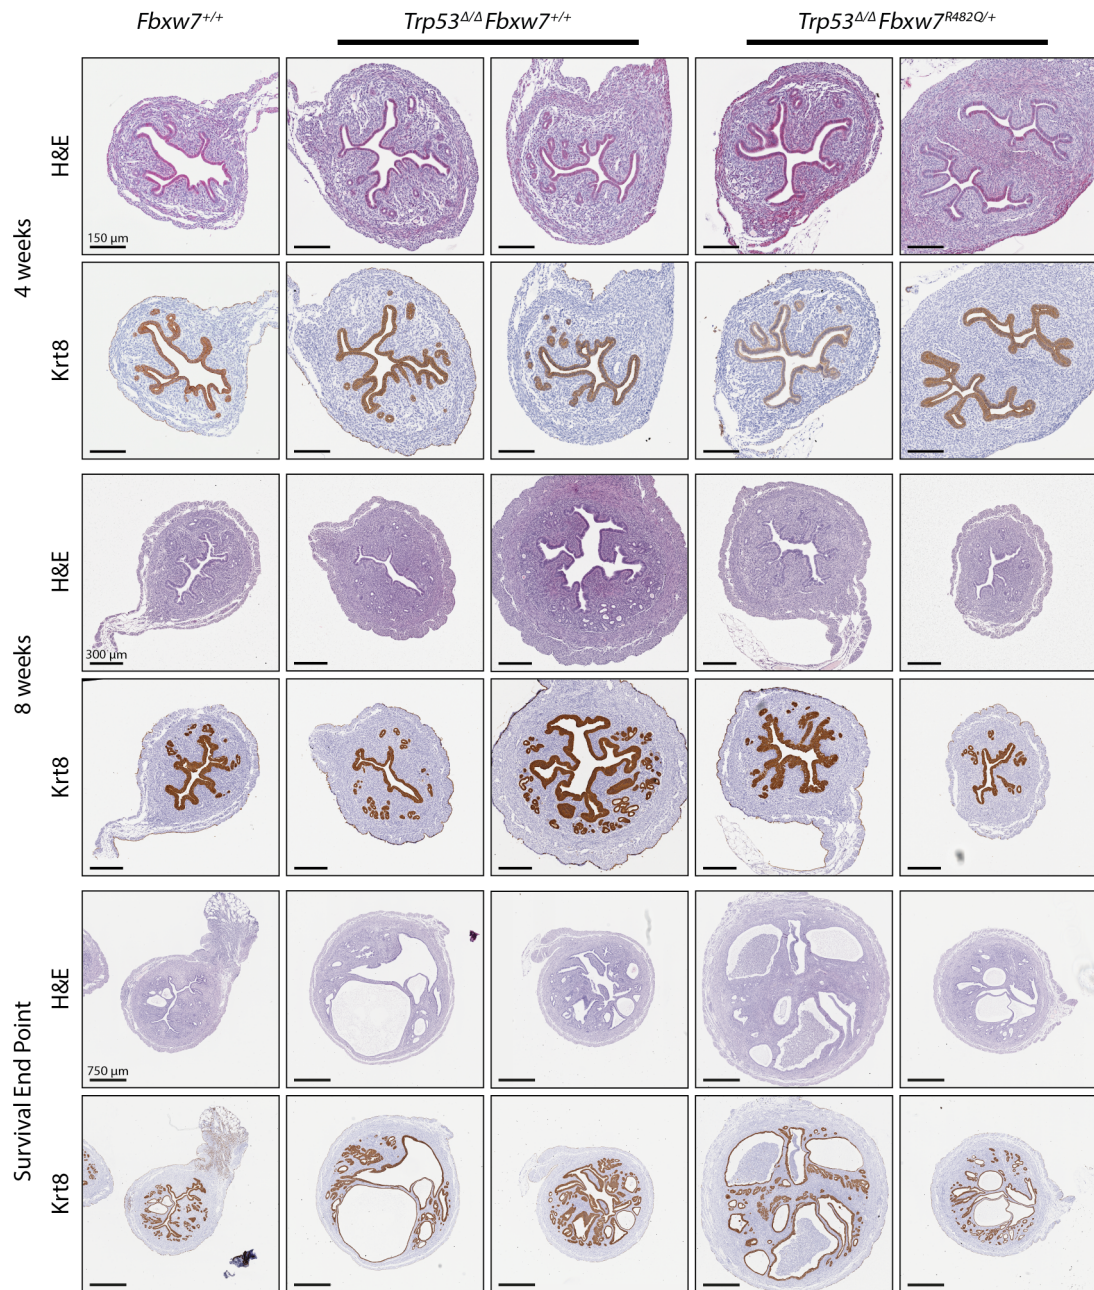 Fbxw7+/+
Trp53Δ/Δ Fbxw7+/+
Trp53Δ/Δ Fbxw7R482Q/+
4 weeks
H&E
150 µm
Krt8
8 weeks
H&E
300 µm
Krt8
Survival End Point
H&E
750 µm
Krt8